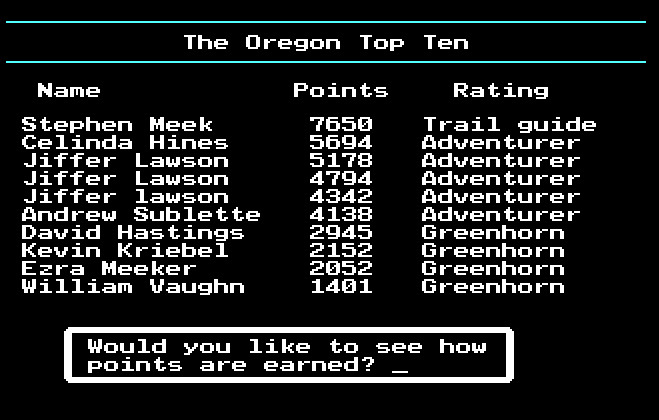 The Oregon Top Ten
Name Points Rating
Stephen Meek 7650 Trail guide
Celinda Hines 5694 Adventurer
Jiffer Lawson 5178 Adventurer
Jiffer Lawson 4794 Adventurer
Jiffer lawson 4342 Adventurer
Andrew Sublette 4138 Adventurer
David Hastings 2945 Greenhorn
Kevin Kriebel 2152 Greenhorn
Ezra Meeker 2052 Greenhorn
William Vaughn 1401 Greenhorn
Would you like to see how
points are earned? _